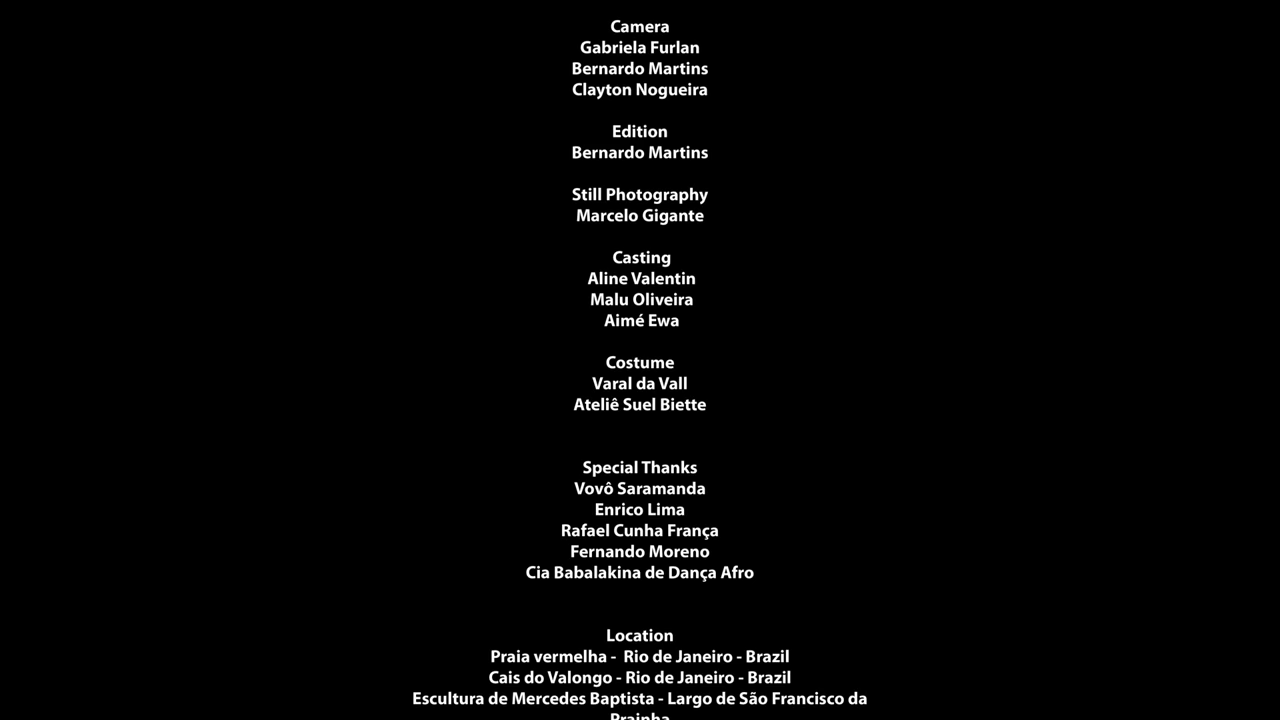 Camera
Gabriela Furlan
Bernardo Martins
Clayton Nogueira
Edition
Bernardo Martins
Still Photography
Marcelo Gigante
Casting
Aline Valentin
Malu Oliveira
Aimé Ewa
Costume
Varal da Vall
Ateliê Suel Biette
Special Thanks
Vovô Saramanda
Enrico Lima
Rafael Cunha França
Fernando Moreno
Cia Babalakina de Dança Afro
Location
Praia vermelha - Rio de Janeiro - Brazil
Cais do Valongo - Rio de Janeiro - Brazil
Escultura de Mercedes Baptista - Largo de São Francisco da
Prainha